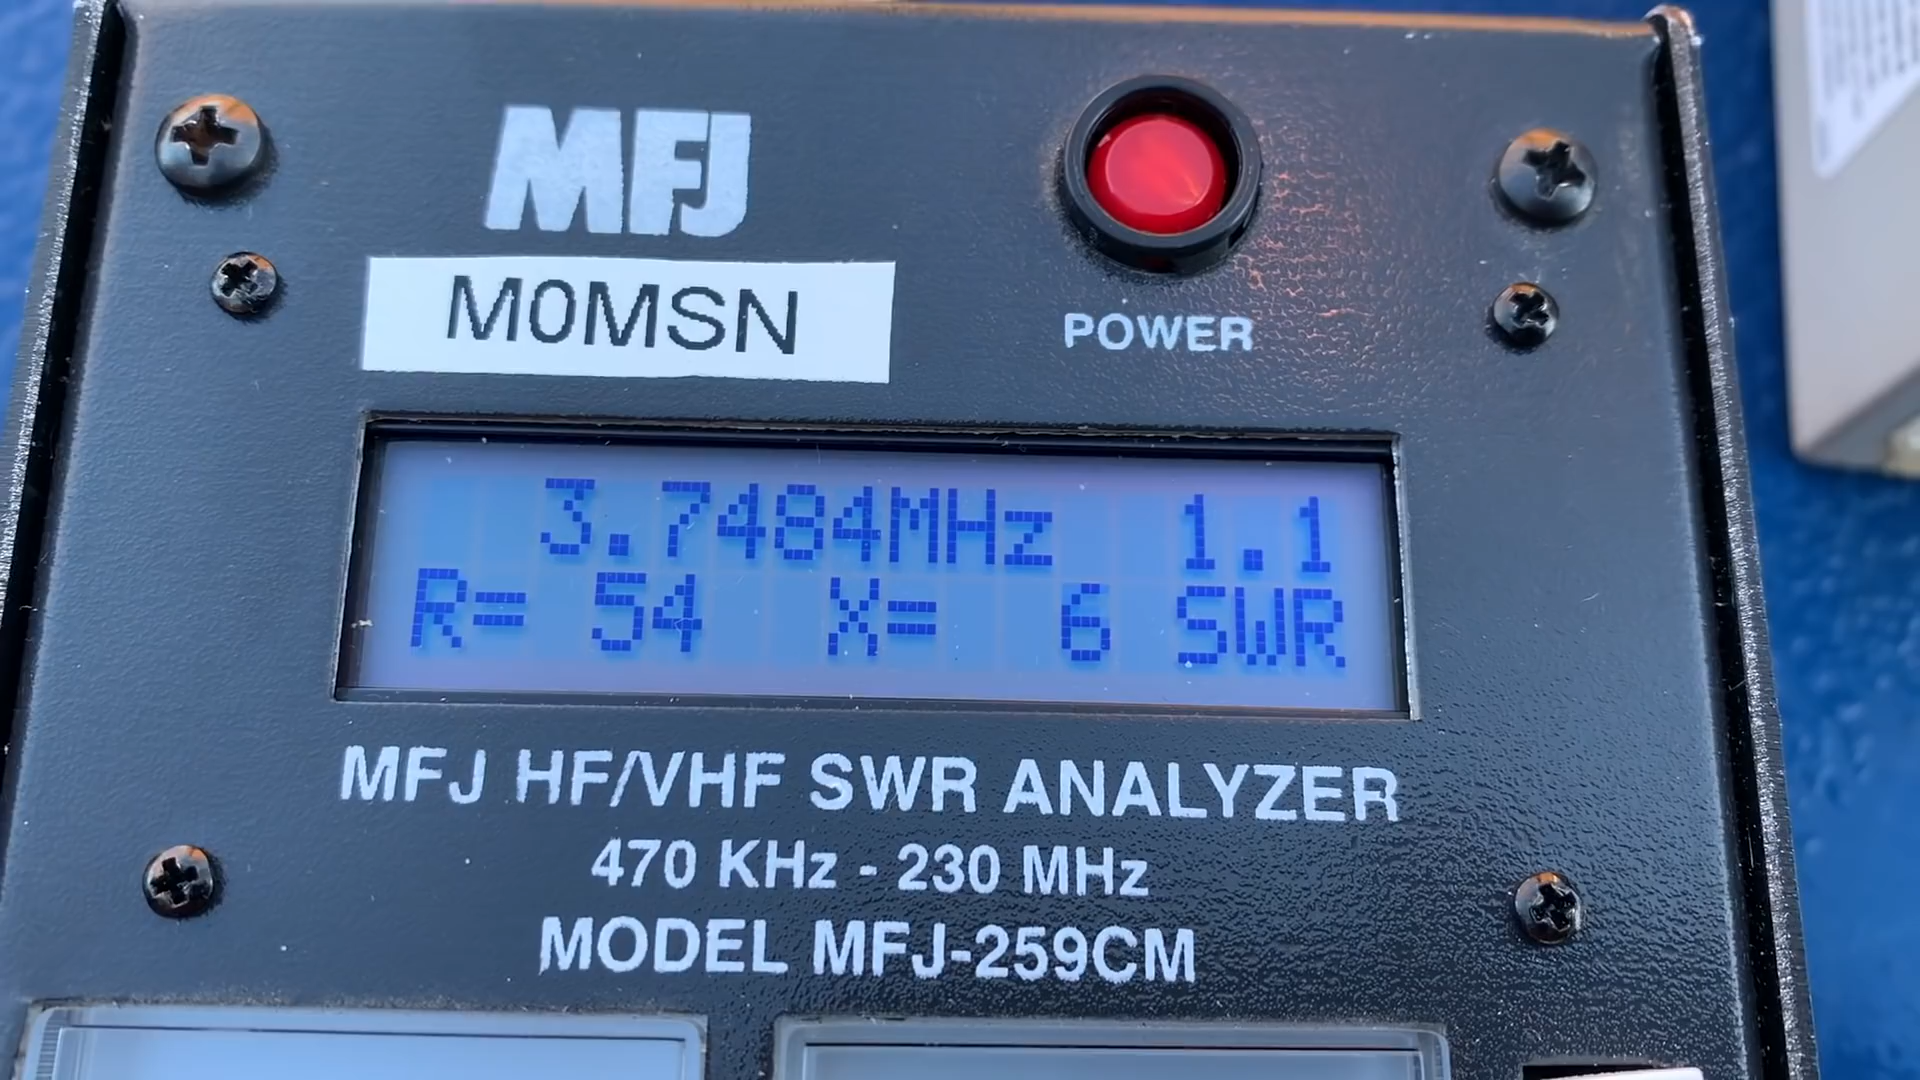 MFJ
M0MSN
POWER
3.7484MHz 1.1
R= 54 X= 6 SWR
MFJ HF/VHF SWR ANALYZER
470 KHz - 230 MHz
MODEL MFJ-259CM